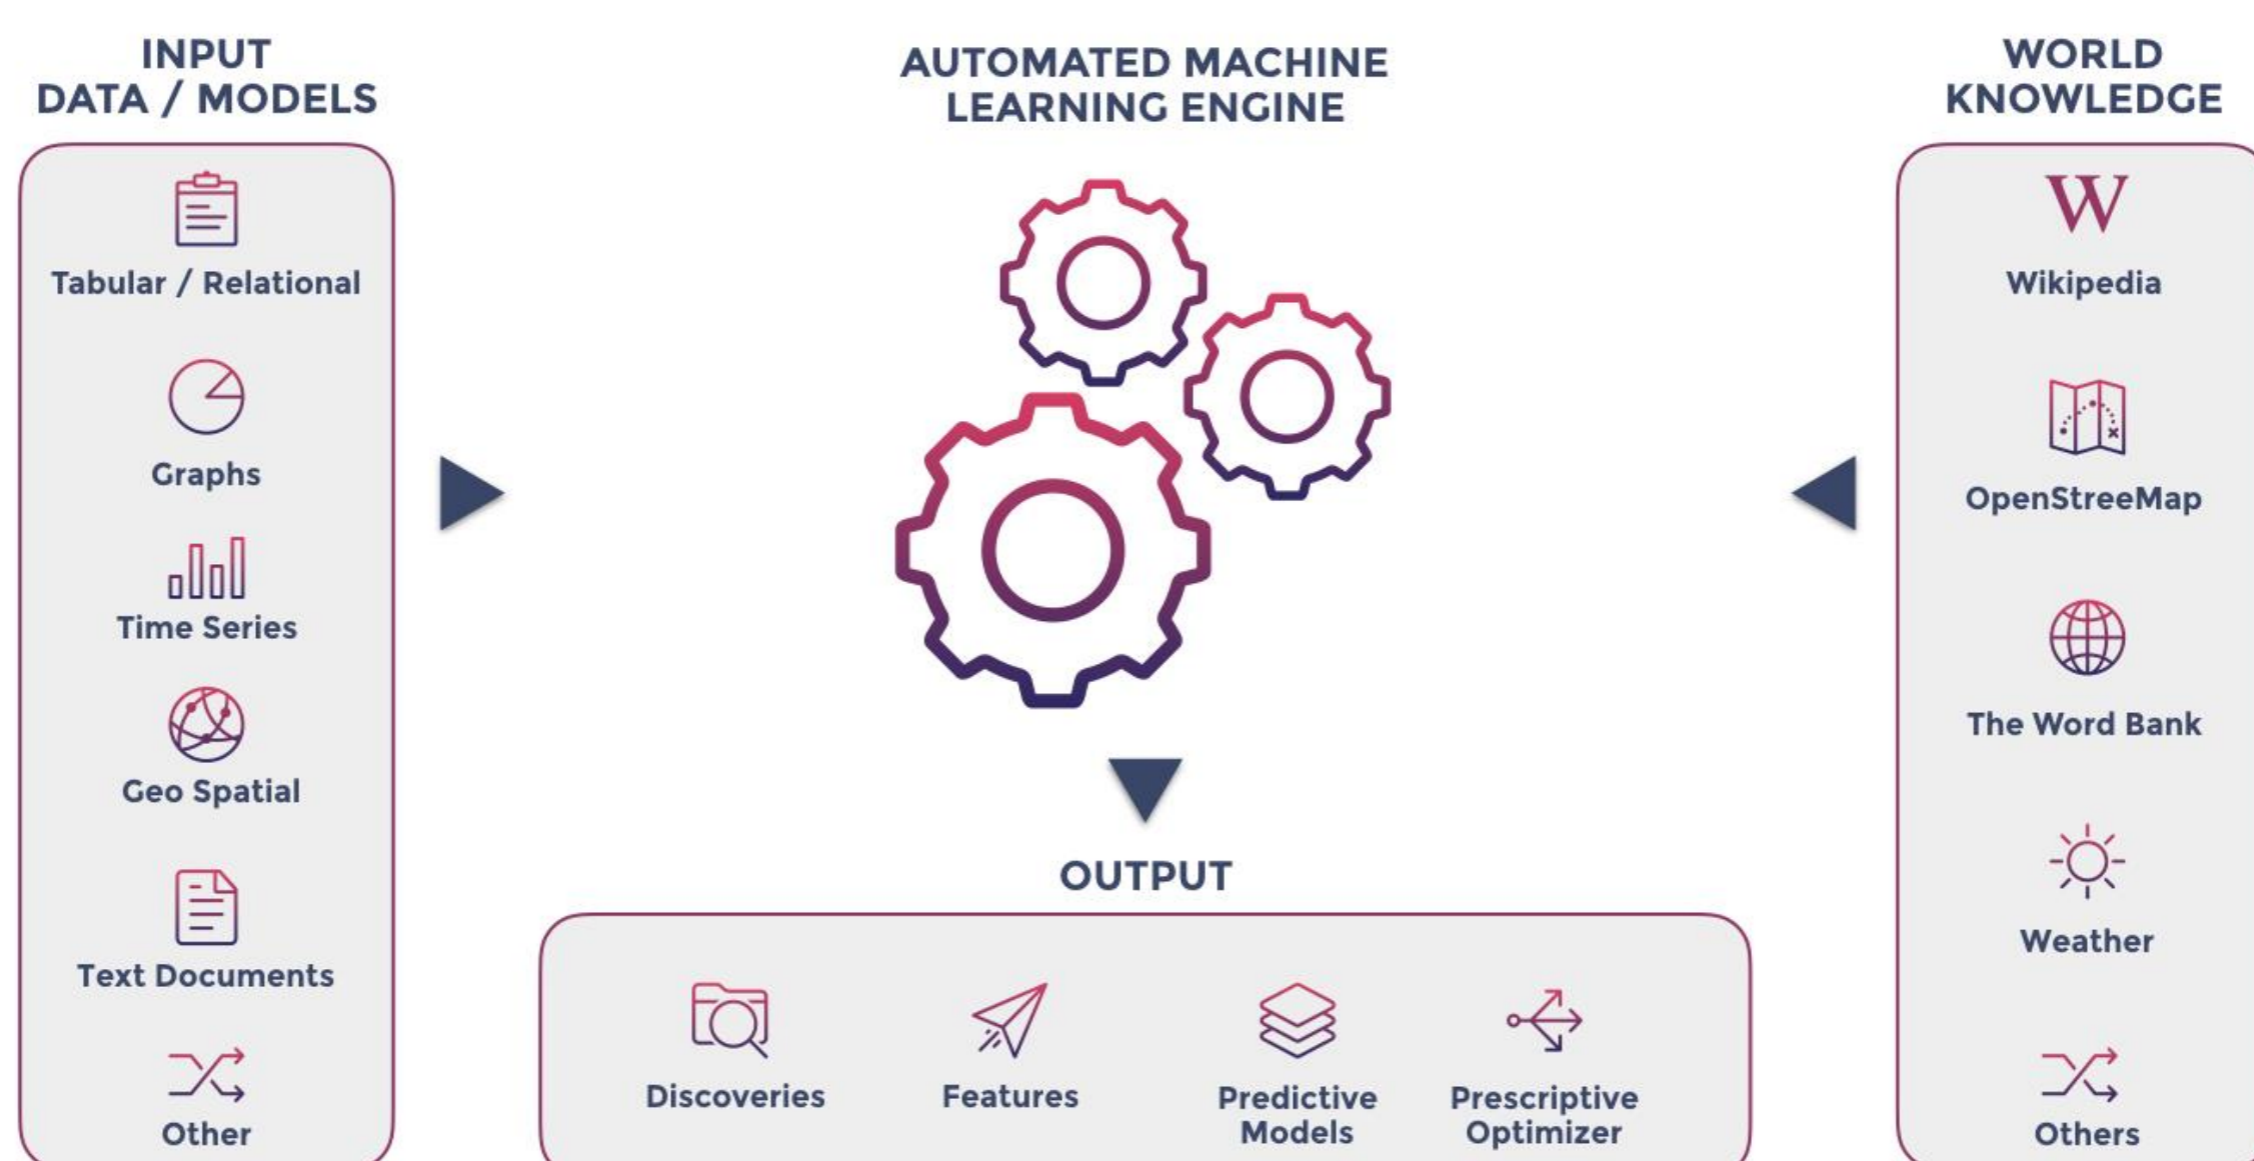 INPUT
DATA / MODELS
Tabular / Relational
Graphs
Time Series
Geo Spatial
Text Documents
Other
AUTOMATED MACHINE
LEARNING ENGINE
OUTPUT
Discoveries
Features
Predictive
Models
Prescriptive
Optimizer
WORLD
KNOWLEDGE
W
Wikipedia
OpenStreeMap
The Word Bank
Weather
Others